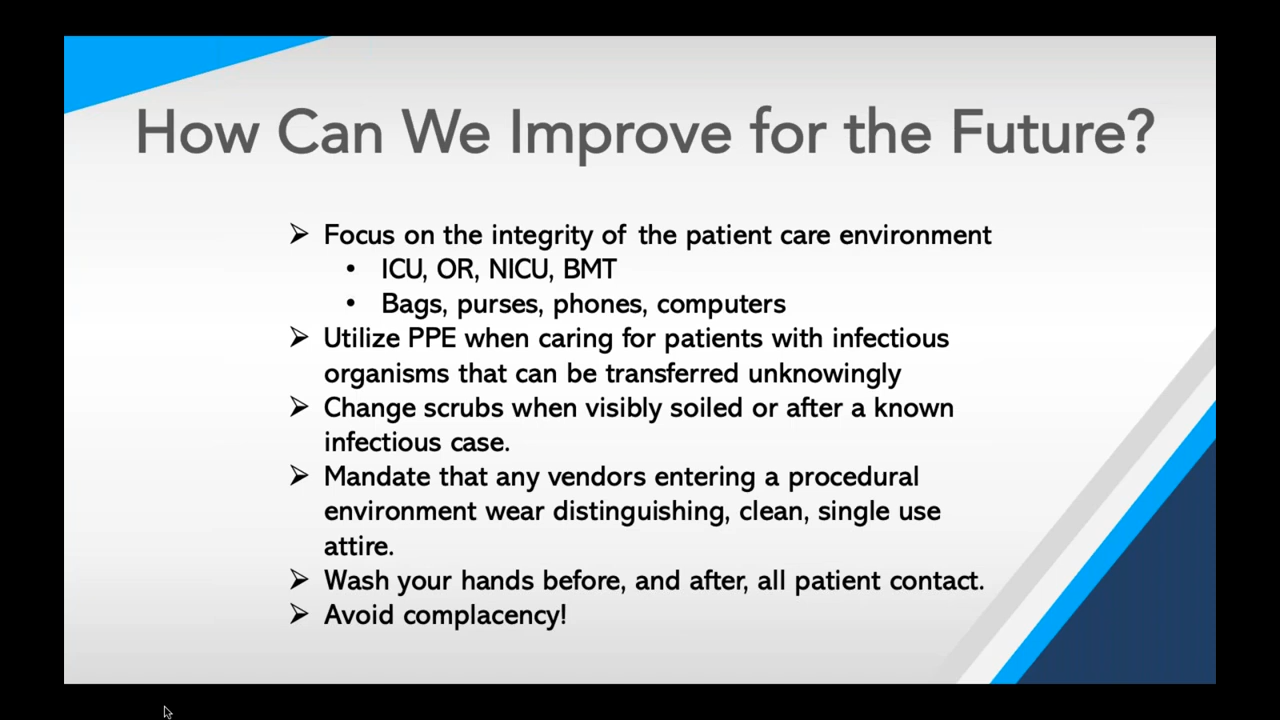 How Can We Improve for the Future?
➢ Focus on the integrity of the patient care environment
• ICU, OR, NICU, BMT
• Bags, purses, phones, computers
➢ Utilize PPE when caring for patients with infectious
organisms that can be transferred unknowingly
➢ Change scrubs when visibly soiled or after a known
infectious case.
➢ Mandate that any vendors entering a procedural
environment wear distinguishing, clean, single use
attire.
➢ Wash your hands before, and after, all patient contact.
➢ Avoid complacency!